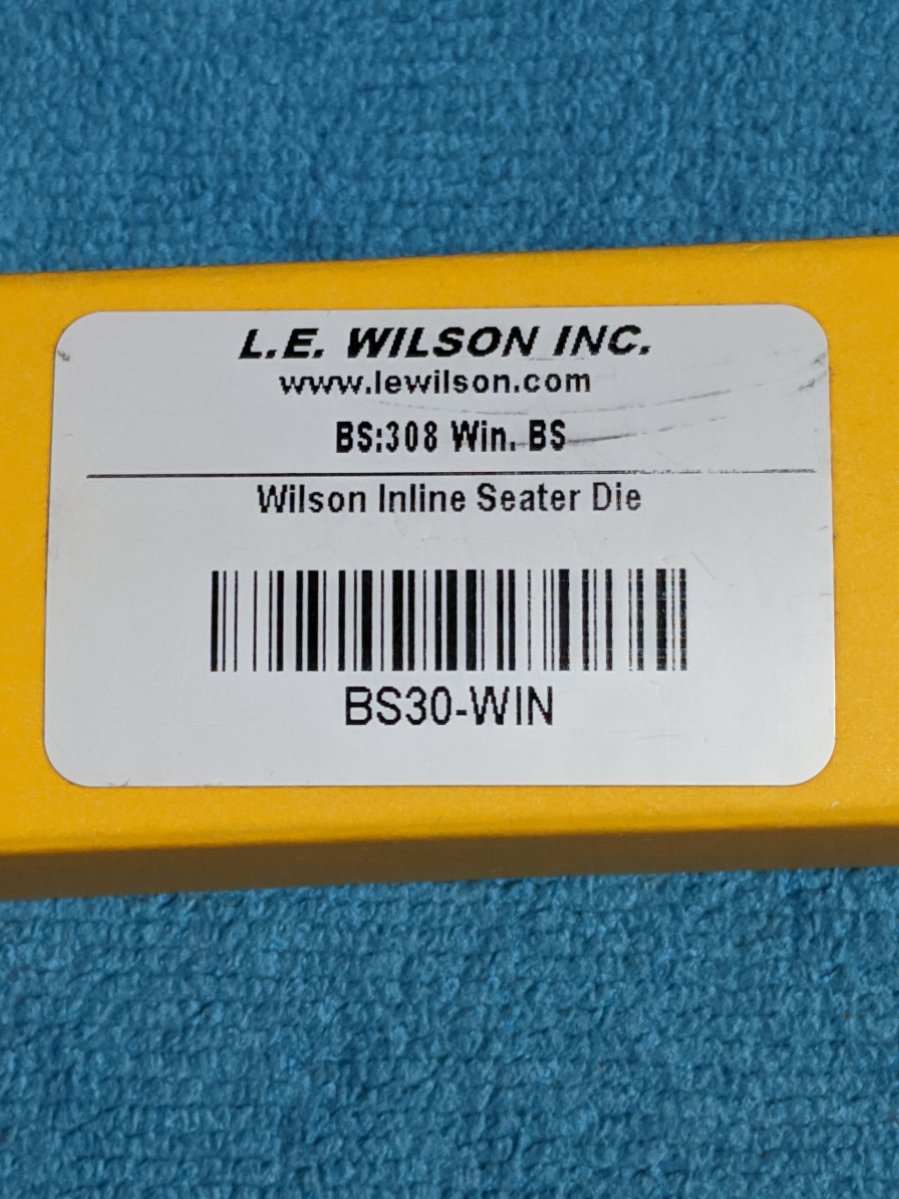 L.E. WILSON INC.
www.lewilson.com
BS:308 Win. BS
Wilson Inline Seater Die
BS30-WIN